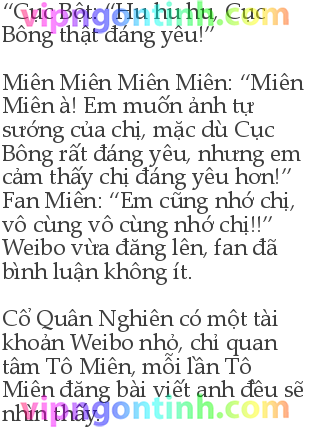 vipngontinh.com
“Cục Bột: “Hu hu hu, Cục
Bông thật đáng yêu!”
Miên Miên Miên Miên: “Miên
Miên à! Em muốn ảnh tự
sướng của chị, mặc dù Cục
Bông rất đáng yêu, nhưng em
cảm thấy chị đáng yêu hơn!”
Fan Miên: “Em cũng nhớ chị,
vô cùng vô cùng nhớ chị!!”
Weibo vừa đăng lên, fan đã
bình luận không ít.
Cổ Quân Nghiên có một tài
khoản Weibo nhỏ, chỉ quan
tâm Tô Miên, mỗi lần Tô
Miên đăng bài viết anh đều sẽ
vipngontinh.com
nhìn thấy.